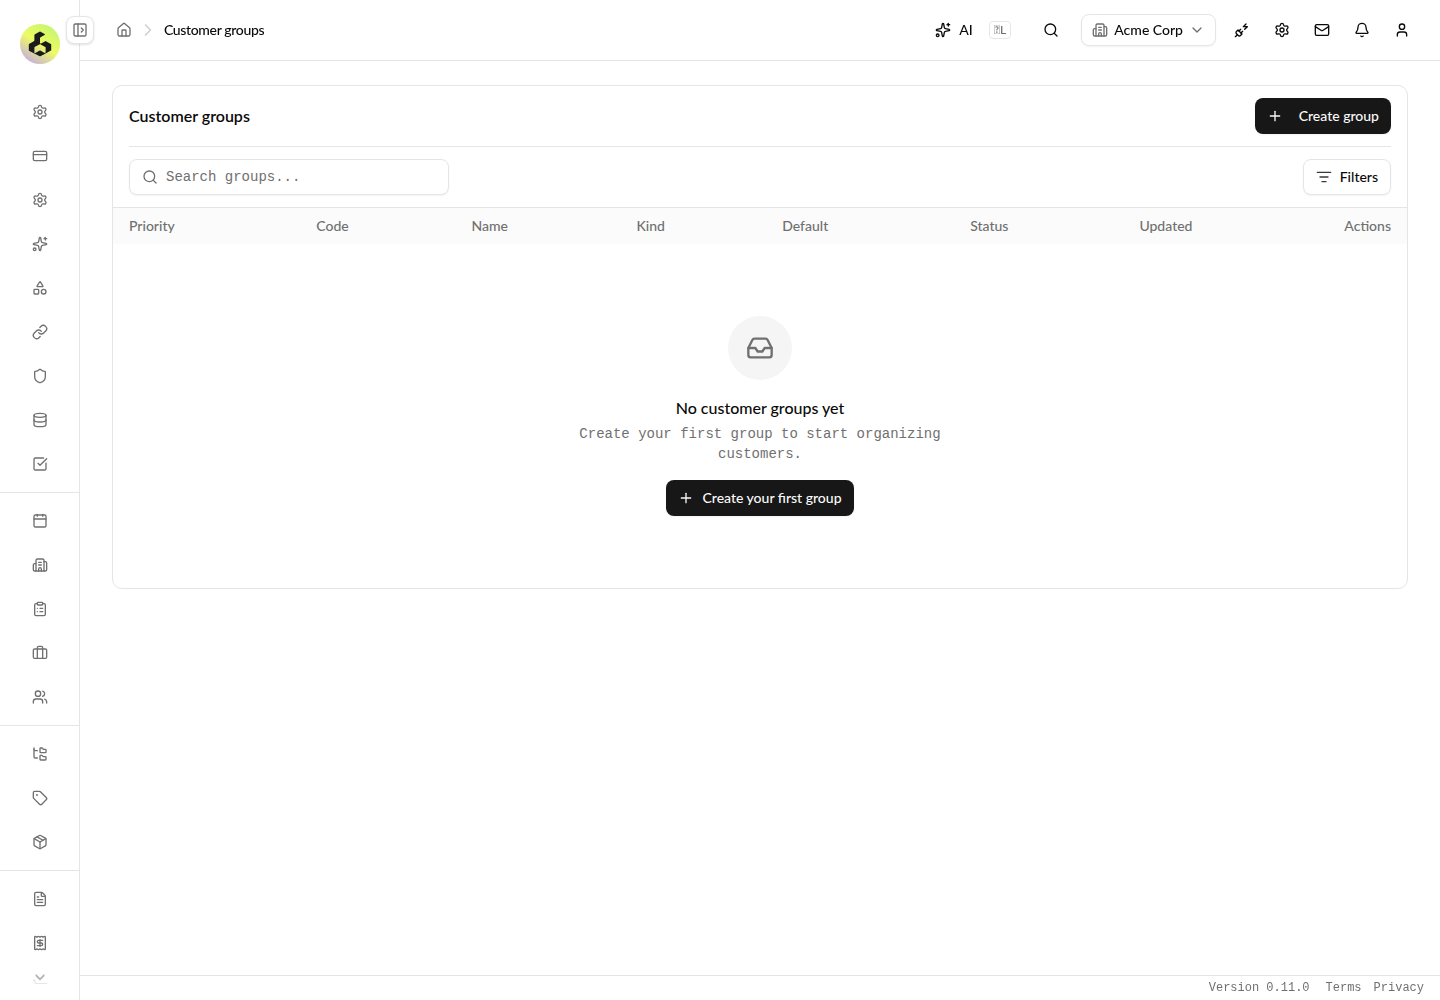 Customer groups
AI
L
Acme Corp
Customer groups
Create group
Search groups...
Filters
Priority Code Name Kind Default Status Updated Actions
No customer groups yet
Create your first group to start organizing
customers.
Create your first group
Version 0.11.0 Terms Privacy